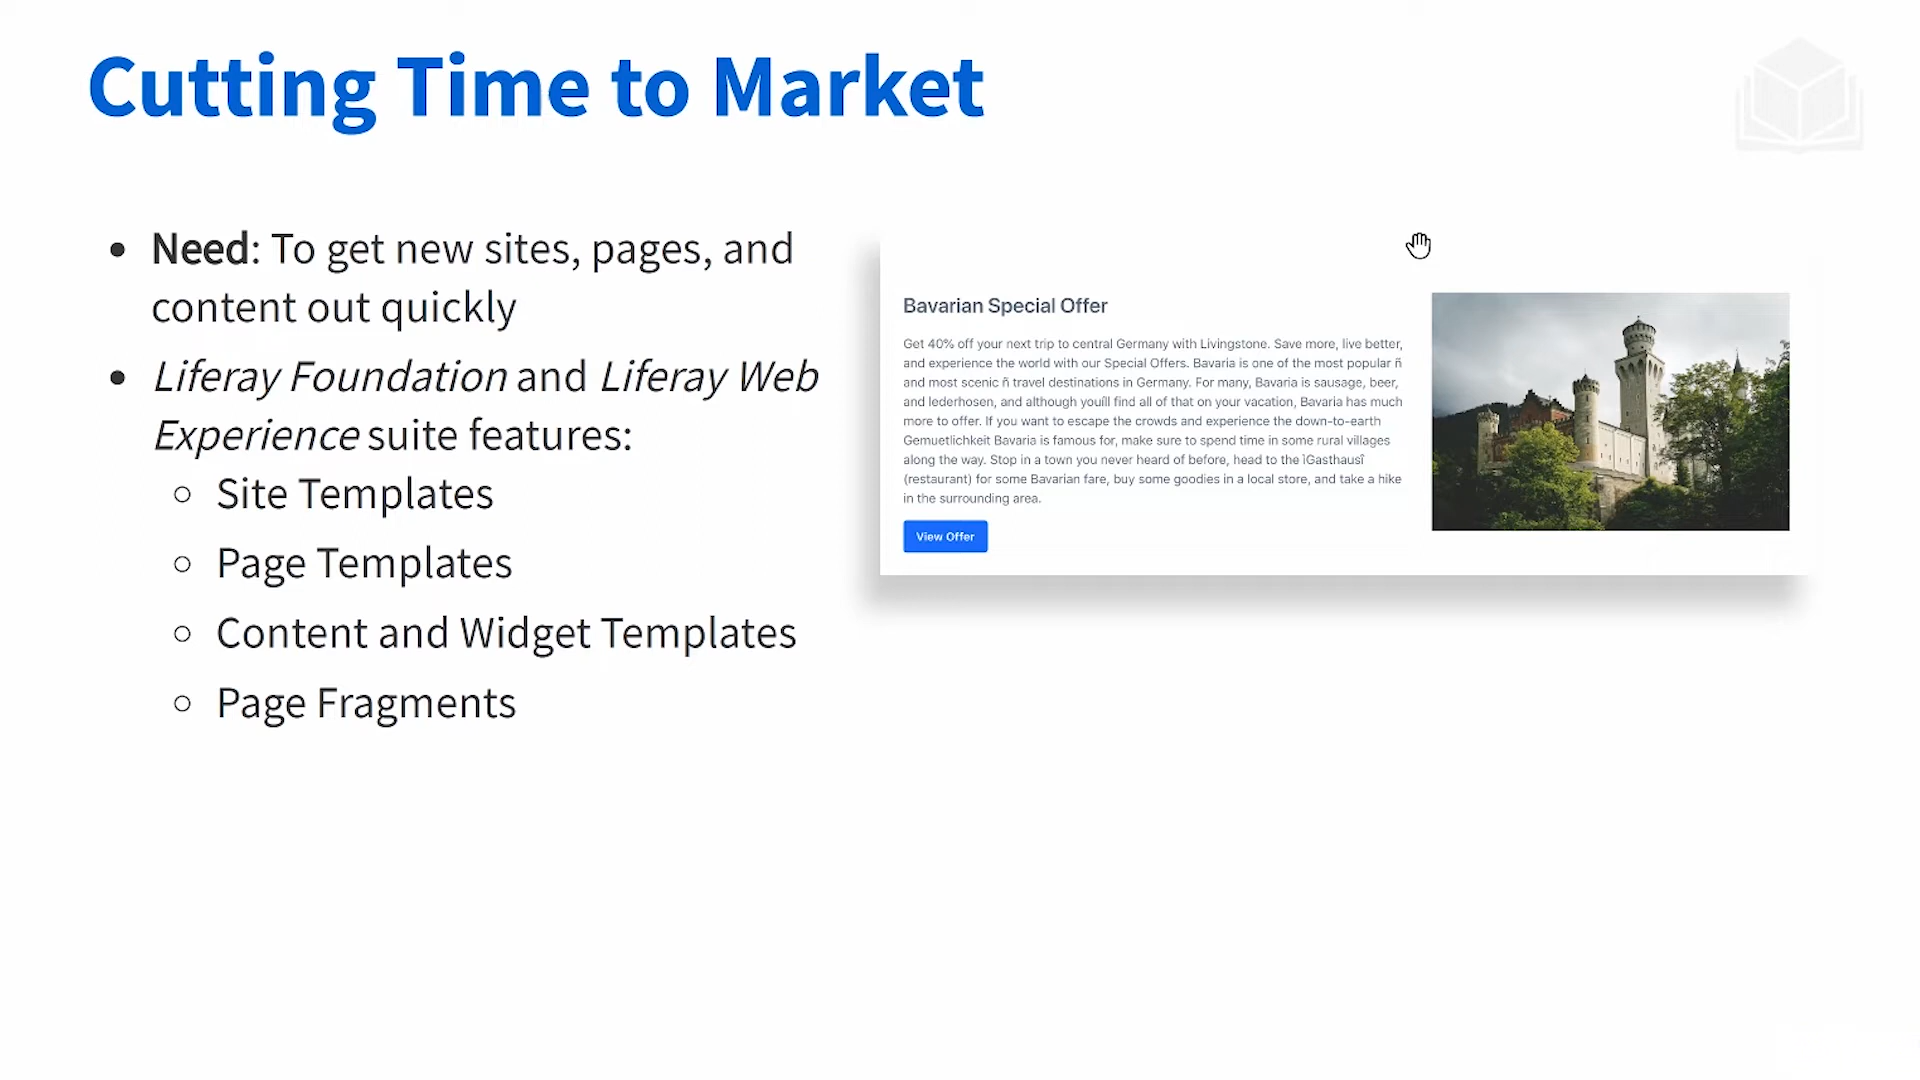 Cutting Time to Market
Need: To get new sites, pages, and
content out quickly
Liferay Foundation and Liferay Web
Experience suite features:
Site Templates
Page Templates
Content and Widget Templates
Page Fragments
Bavarian Special Offer
Get 40% off your next trip to central Germany with Livingstone. Save more, live better,
and experience the world with our Special Offers. Bavaria is one of the most popular ñ
and most scenic ñ travel destinations in Germany. For many, Bavaria is sausage, beer,
and lederhosen, and although youíll find all of that on your vacation, Bavaria has much
more to offer. If you want to escape the crowds and experience the down-to-earth
Gemuetlichkeit Bavaria is famous for, make sure to spend time in some rural villages
along the way. Stop in a town you never heard of before, head to the ìGasthausî
(restaurant) for some Bavarian fare, buy some goodies in a local store, and take a hike
in the surrounding area.
View Offer